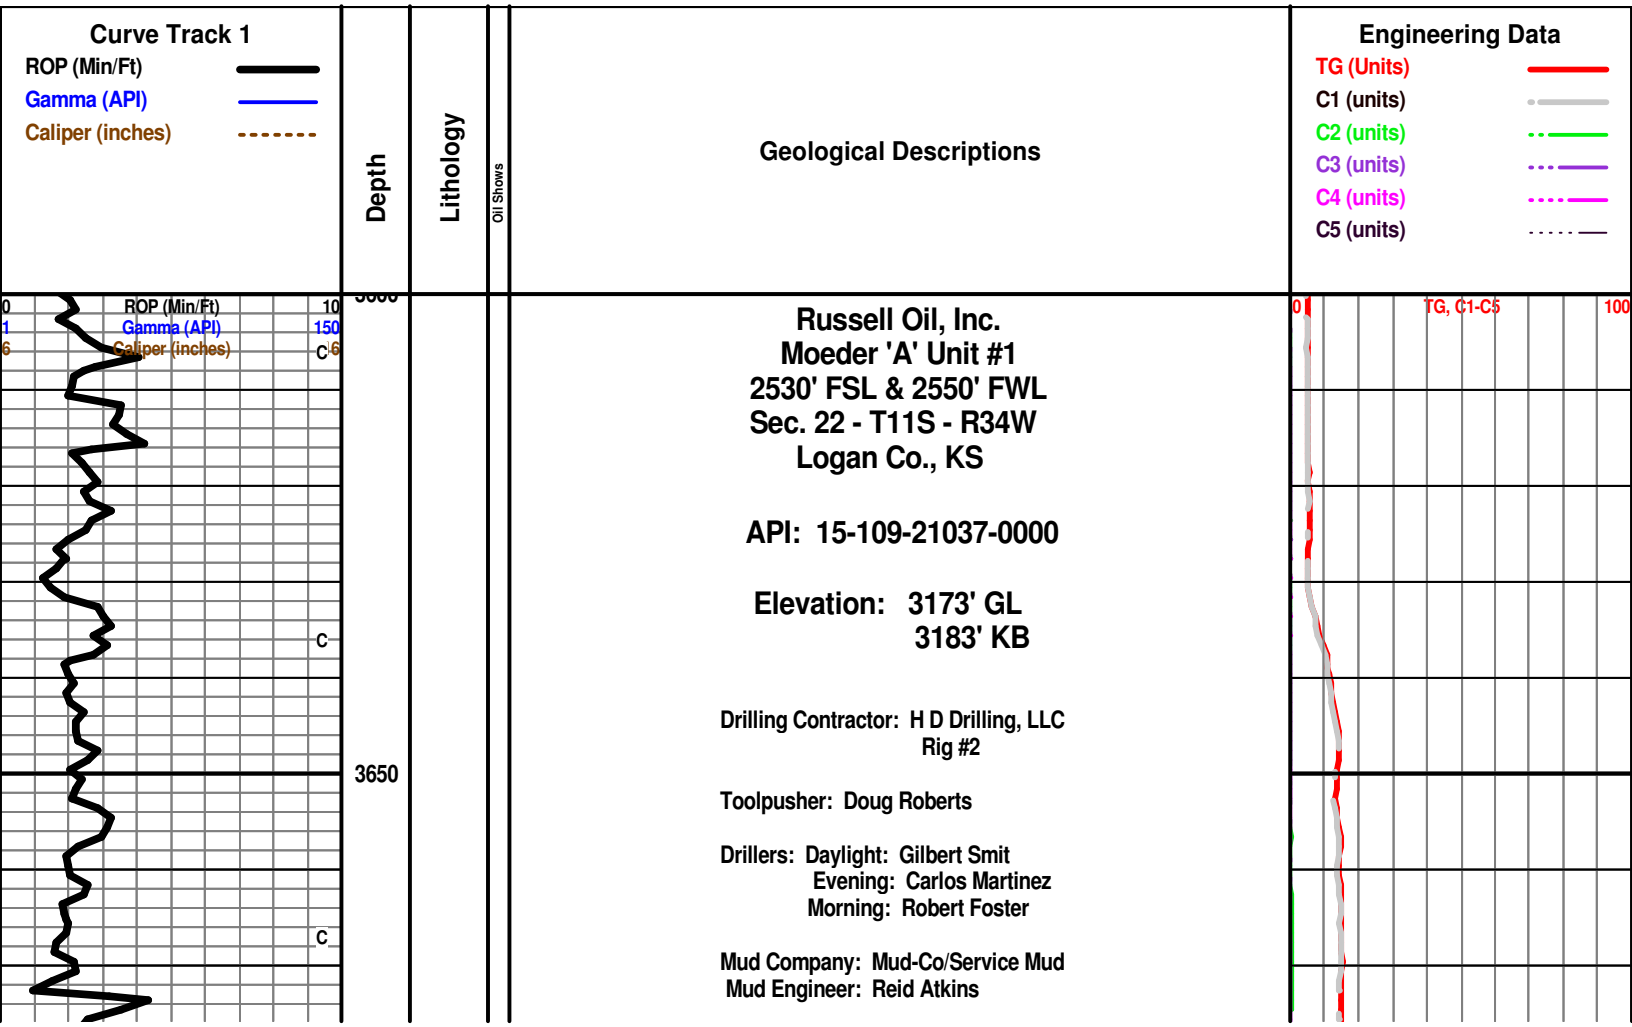 Curve Track 1
ROP (Min/Ft)
Gamma (API)
Caliper (inches)
Depth
Lithology
Oil Shows
Geological Descriptions
Engineering Data
TG (Units)
C1 (units)
C2 (units)
C3 (units)
C4 (units)
C5 (units)
0 ROP (Min/Ft) 10
1 Gamma (API) 150
6 Caliper (inches) 16
C
C
C
3600
3650
Russell Oil, Inc.
Moeder 'A' Unit #1
2530' FSL & 2550' FWL
Sec. 22 - T11S - R34W
Logan Co., KS
API: 15-109-21037-0000
Elevation: 3173' GL
3183' KB
Drilling Contractor: H D Drilling, LLC
Rig #2
Toolpusher: Doug Roberts
Drillers: Daylight: Gilbert Smit
Evening: Carlos Martinez
Morning: Robert Foster
Mud Company: Mud-Co/Service Mud
Mud Engineer: Reid Atkins
0 TG, C1-C5 100